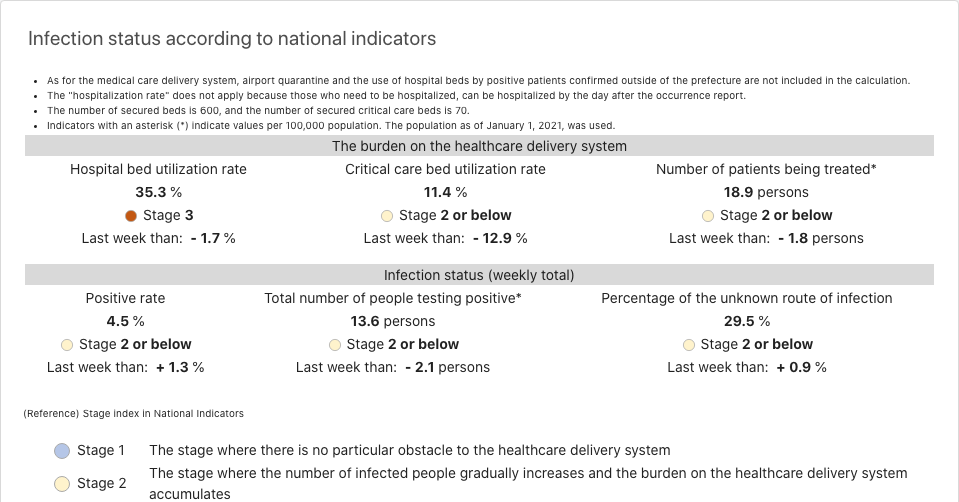 Infection status according to national indicators
• As for the medical care delivery system, airport quarantine and the use of hospital beds by positive patients confirmed outside of the prefecture are not included in the calculation.
• The "hospitalization rate" does not apply because those who need to be hospitalized, can be hospitalized by the day after the occurrence report.
• The number of secured beds is 600, and the number of secured critical care beds is 70.
• Indicators with an asterisk (*) indicate values per 100,000 population. The population as of January 1, 2021, was used.
The burden on the healthcare delivery system
Hospital bed utilization rate Critical care bed utilization rate Number of patients being treated*
35.3 % 11.4 % 18.9 persons
Stage 3 Stage 2 or below Stage 2 or below
Last week than: - 1.7 % Last week than: - 12.9 % Last week than: - 1.8 persons
Infection status (weekly total)
Positive rate Total number of people testing positive* Percentage of the unknown route of infection
4.5 % 13.6 persons 29.5 %
Stage 2 or below Stage 2 or below Stage 2 or below
Last week than: + 1.3 % Last week than: - 2.1 persons Last week than: + 0.9 %
(Reference) Stage index in National Indicators
Stage 1 The stage where there is no particular obstacle to the healthcare delivery system
Stage 2 The stage where the number of infected people gradually increases and the burden on the healthcare delivery system
accumulates